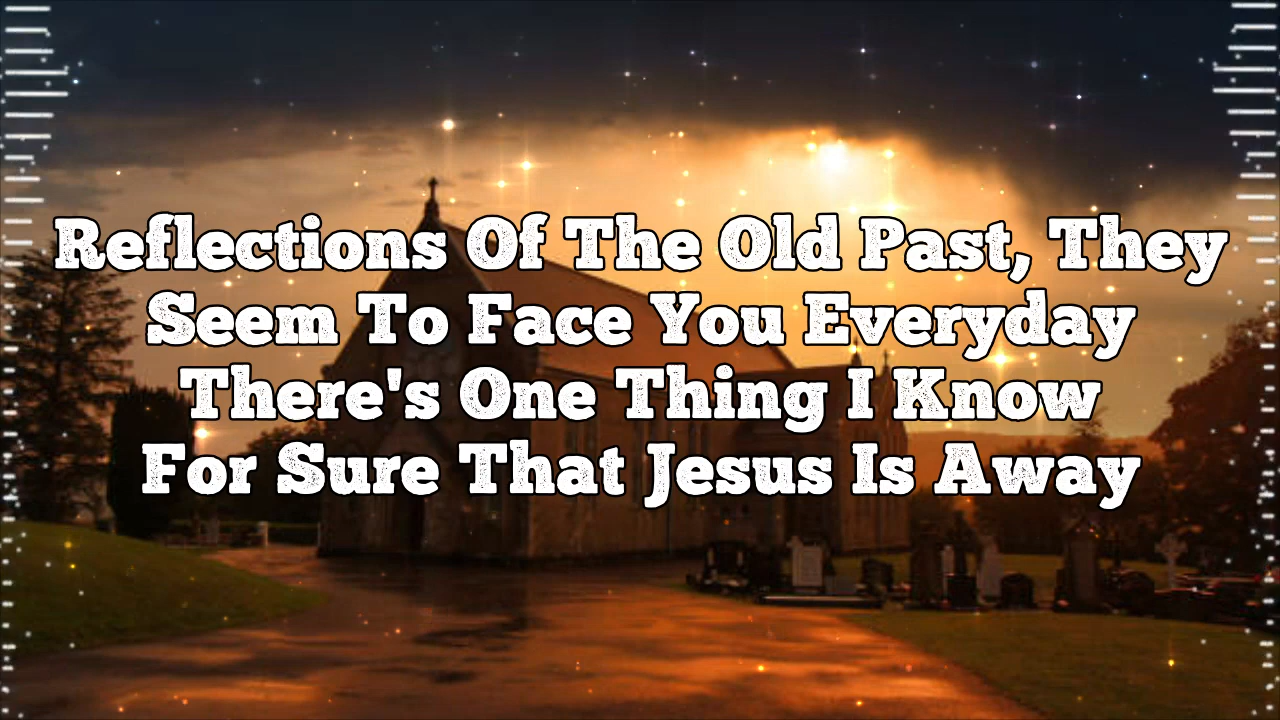 Reflections Of The Old Past, They
Seem To Face You Everyday
There's One Thing I Know
For Sure That Jesus Is Away